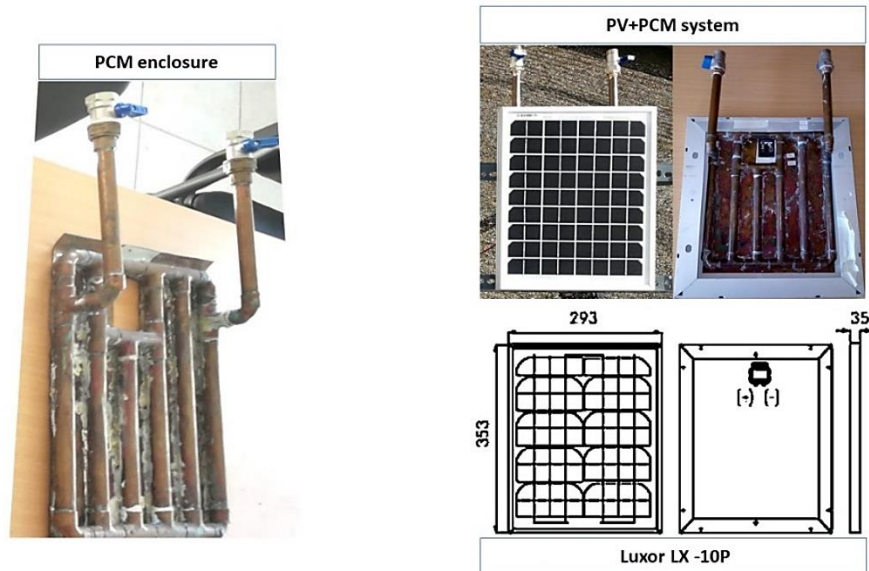 PCM enclosure
PV+PCM system
293
35
353
(+) (-)
Luxor LX -10P